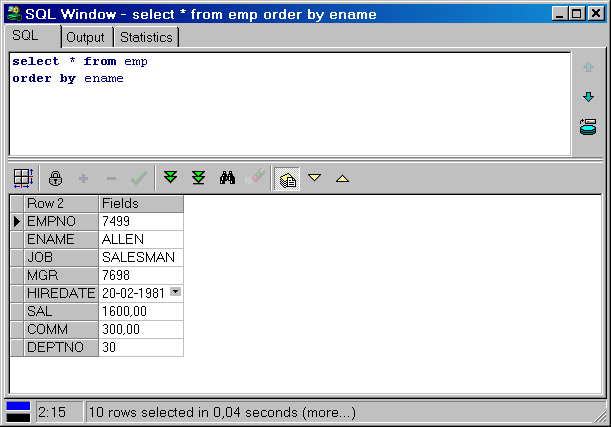 SQL Window - select * from emp order by ename
SQL Output Statistics
select * from emp
order by ename
Row 2 Fields
EMPNO 7499
ENAME ALLEN
JOB SALESMAN
MGR 7698
HIREDATE 20-02-1981
SAL 1600,00
COMM 300,00
DEPTNO 30
2:15 10 rows selected in 0,04 seconds (more...)